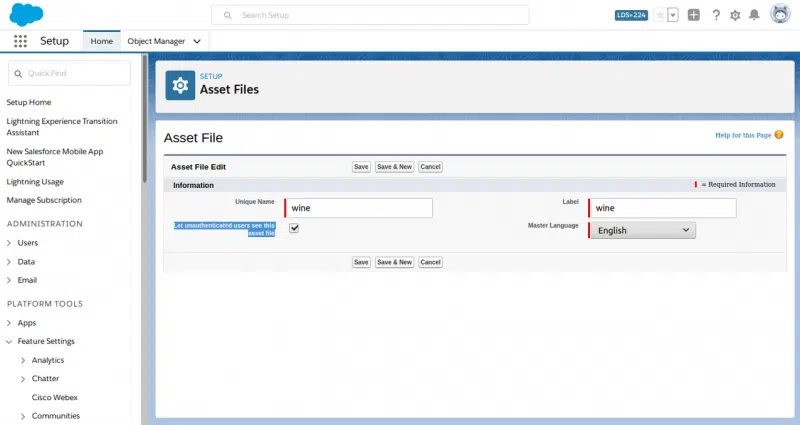 Search Setup
LDS=224
Setup
Home
Object Manager
Quick Find
Setup Home
Lightning Experience Transition
Assistant
New Salesforce Mobile App
QuickStart
Lightning Usage
Manage Subscription
ADMINISTRATION
Users
Data
Email
PLATFORM TOOLS
Apps
Feature Settings
Analytics
Chatter
Cisco Webex
Communities
SETUP
Asset Files
Asset File
Help for this Page
Asset File Edit
Save
Save & New
Cancel
Information
= Required Information
Unique Name
wine
Label
wine
Let unauthenticated users see this
asset file
Master Language
English
Save
Save & New
Cancel